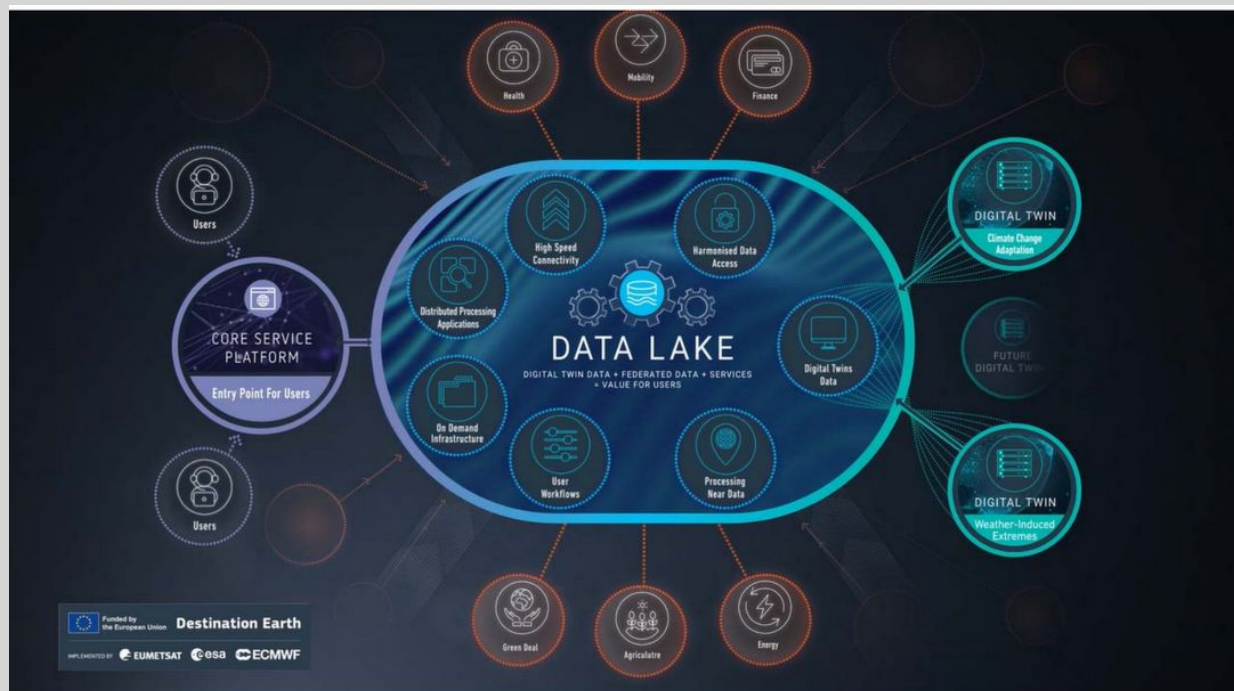 Health
Mobility
Finance
Users
DIGITAL TWIN
Climate Change
Adaptation
High Speed
Connectivity
Harmonised Data
Access
Distributed Processing
Applications
CORE SERVICE
PLATFORM
Entry Point For Users
DATA LAKE
DIGITAL TWIN DATA + FEDERATED DATA + SERVICES
= VALUE FOR USERS
Digital Twins
Data
FUTURE
DIGITAL TWIN
On Demand
Infrastructure
User
Workflows
Processing
Near Data
Users
DIGITAL TWIN
Weather-Induced
Extremes
Green Deal
Agriculatre
Energy
Funded by
the European Union
Destination Earth
IMPLEMENTED BY EUMETSAT esa ECMWF